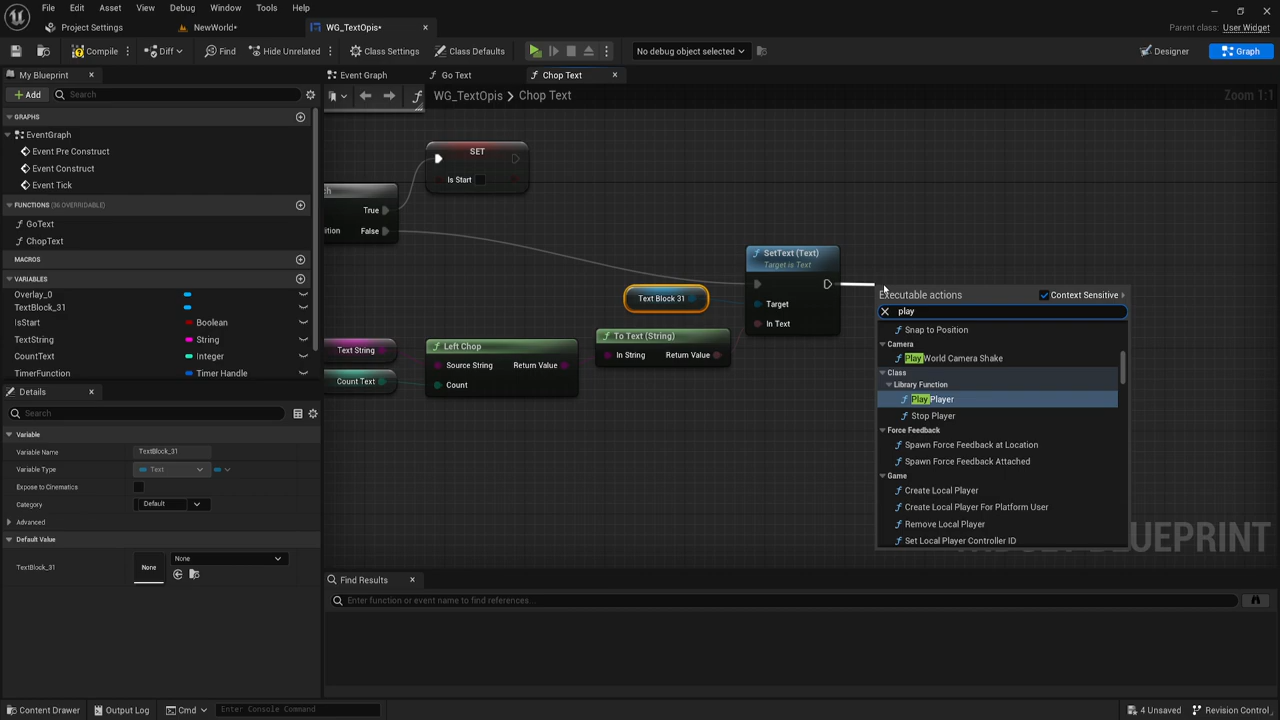 File Edit Asset View Debug Window Tools Help
Project Settings NewWorld* WG_TextOpis* Parent class: User Widget
Compile Diff Find Hide Unrelated Class Settings Class Defaults No debug object selected Designer Graph
My Blueprint Event Graph Go Text Chop Text
Add Search WG_TextOpis Chop Text Zoom 1:1
GRAPHS
EventGraph
Event Pre Construct
Event Construct
Event Tick
FUNCTIONS (36 OVERRIDABLE)
GoText
ChopText
MACROS
VARIABLES
Overlay_0
TextBlock_31
IsStart Boolean
TextString String
CountText Integer
TimerFunction Timer Handle
Details
Search
Variable
Variable Name TextBlock_31
Variable Type Text
Expose to Cinematics
Category Default
Advanced
Default Value
TextBlock_31 None None
SET
Is Start
True
False
Text Block 31
SetText (Text)
Target is Text
Target
In Text
To Text (String)
In String Return Value
Text String
Count Text
Left Chop
Source String Return Value
Count
Executable actions Context Sensitive
play
Snap to Position
Camera
Play World Camera Shake
Class
Library Function
Play Player
Stop Player
Force Feedback
Spawn Force Feedback at Location
Spawn Force Feedback Attached
Game
Create Local Player
Create Local Player For Platform User
Remove Local Player
Set Local Player Controller ID
Find Results
Enter function or event name to find references...
Content Drawer Output Log Cmd Enter Console Command 4 Unsaved Revision Control